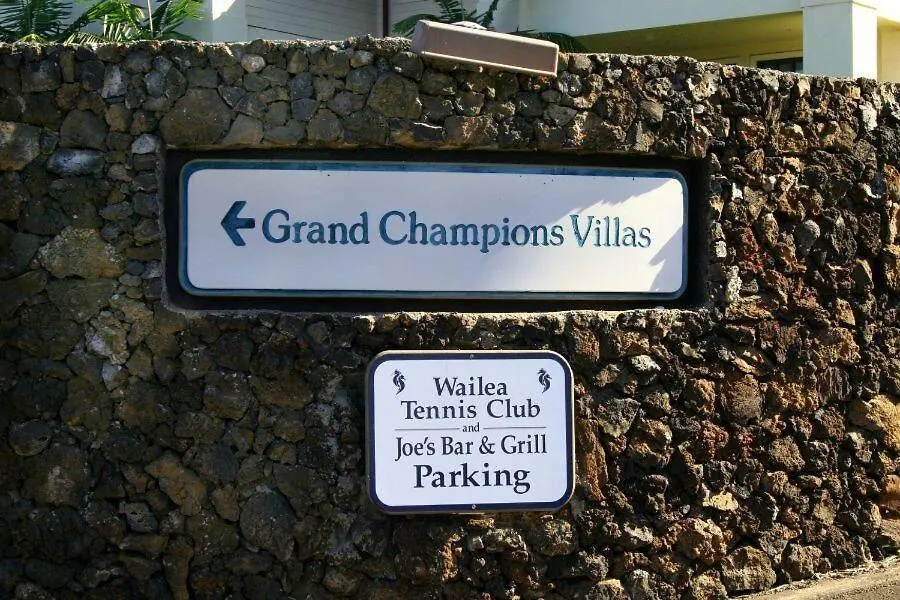 Grand Champions Villas
Wailea
Tennis Club
and
Joe's Bar & Grill
Parking